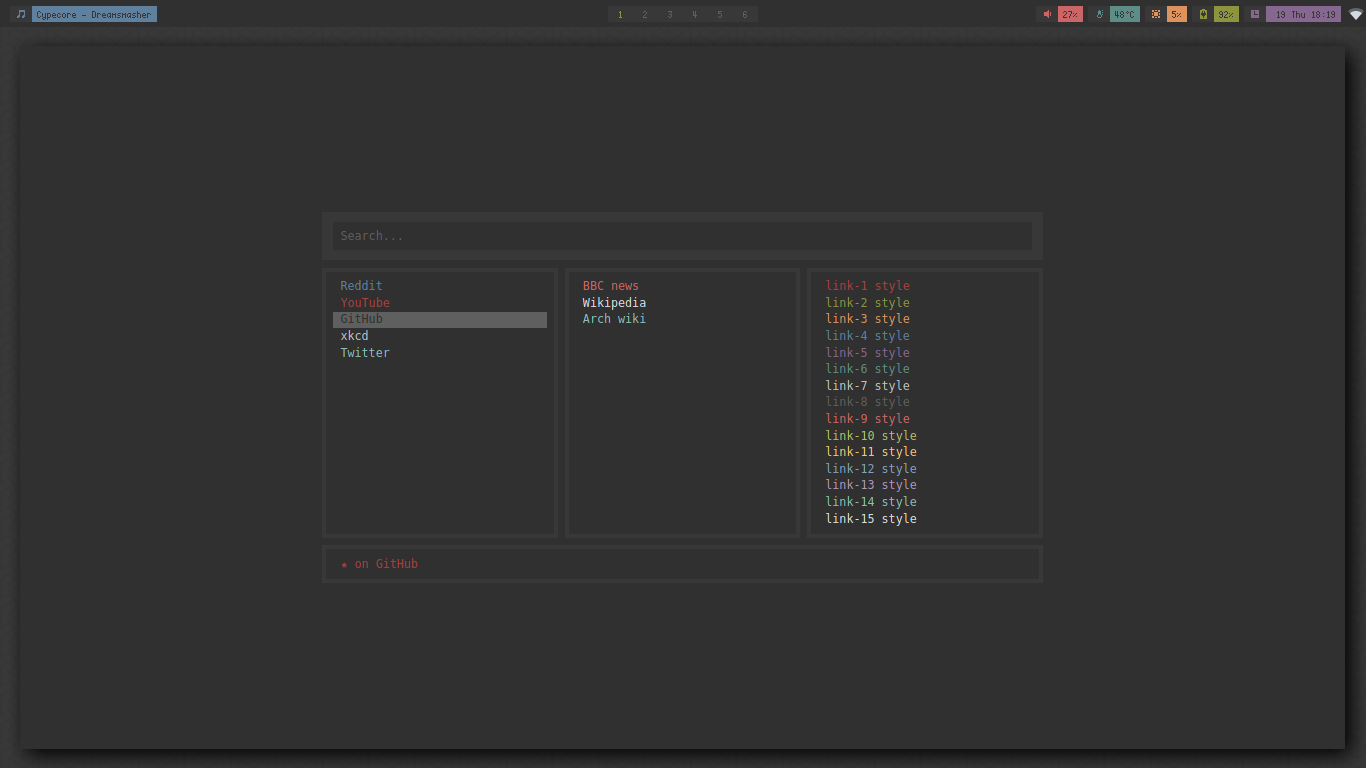 Cypecore - Dreamsmasher
1 2 3 4 5 6
27% 48°C 5% 92% 19 Thu 18:19
Search...
Reddit
YouTube
GitHub
xkcd
Twitter
BBC news
Wikipedia
Arch wiki
link-1 style
link-2 style
link-3 style
link-4 style
link-5 style
link-6 style
link-7 style
link-8 style
link-9 style
link-10 style
link-11 style
link-12 style
link-13 style
link-14 style
link-15 style
★ on GitHub